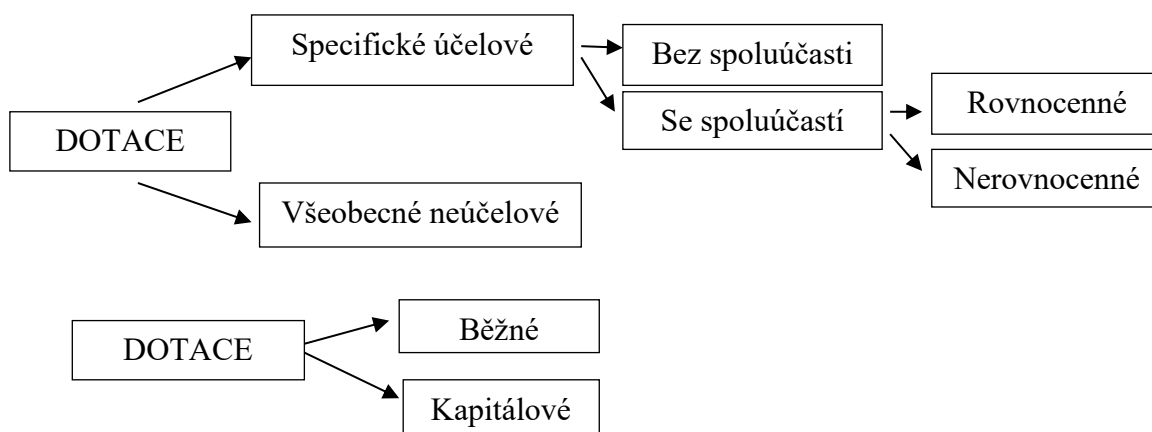 Specifické účelové
Bez spoluúčasti
Se spoluúčastí
Rovnocenné
DOTACE
Nerovnocenné
Všeobecné neúčelové
Běžné
DOTACE
Kapitálové